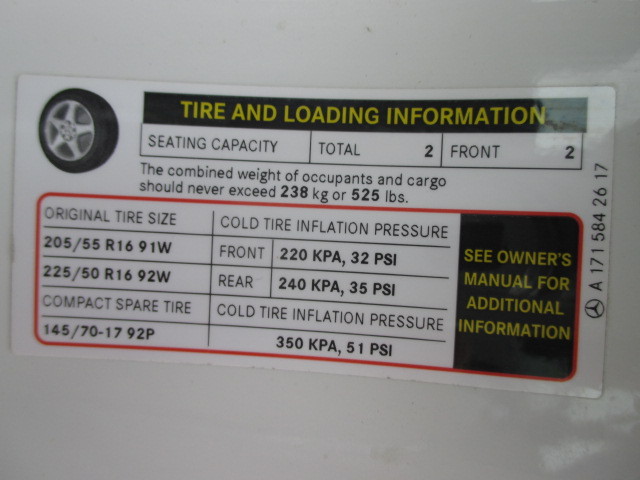 TIRE AND LOADING INFORMATION
SEATING CAPACITY TOTAL 2 FRONT 2
The combined weight of occupants and cargo
should never exceed 238 kg or 525 lbs.
ORIGINAL TIRE SIZE COLD TIRE INFLATION PRESSURE
205/55 R16 91W FRONT 220 KPA, 32 PSI
225/50 R16 92W REAR 240 KPA, 35 PSI
COMPACT SPARE TIRE COLD TIRE INFLATION PRESSURE
145/70-17 92P 350 KPA, 51 PSI
SEE OWNER'S
MANUAL FOR
ADDITIONAL
INFORMATION
A 171 584 26 17